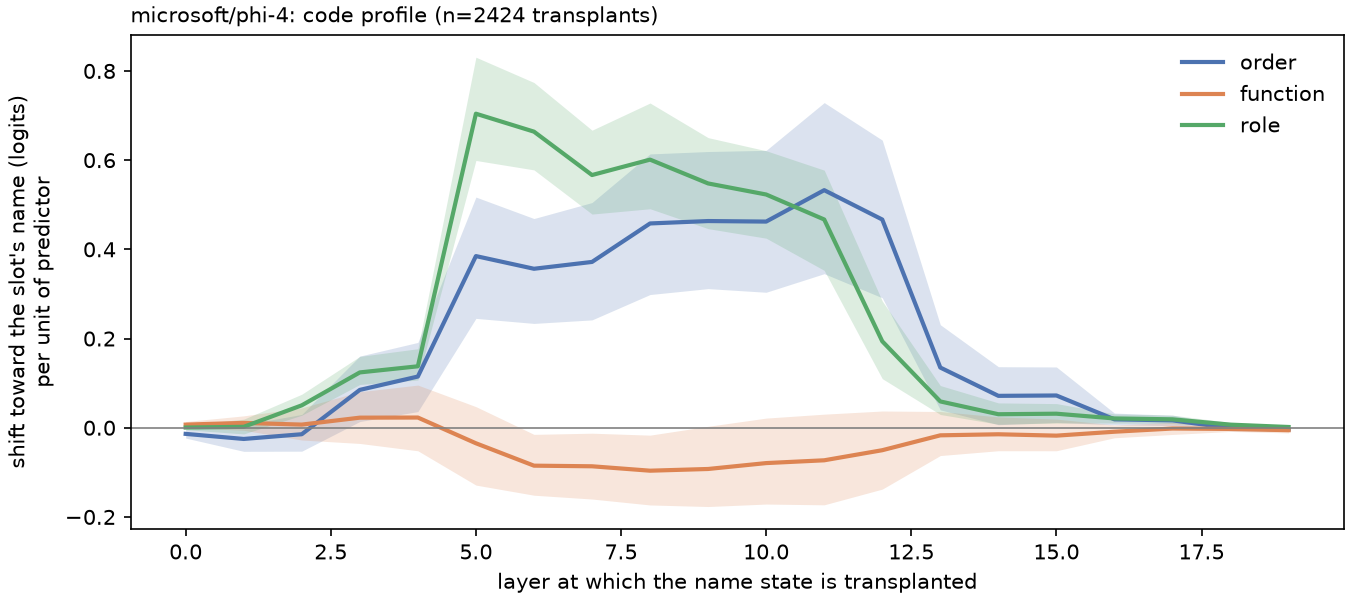 microsoft/phi-4: code profile (n=2424 transplants)
shift toward the slot's name (logits)
per unit of predictor
0.8
0.6
0.4
0.2
0.0
−0.2
order
function
role
0.0
2.5
5.0
7.5
10.0
12.5
15.0
17.5
layer at which the name state is transplanted